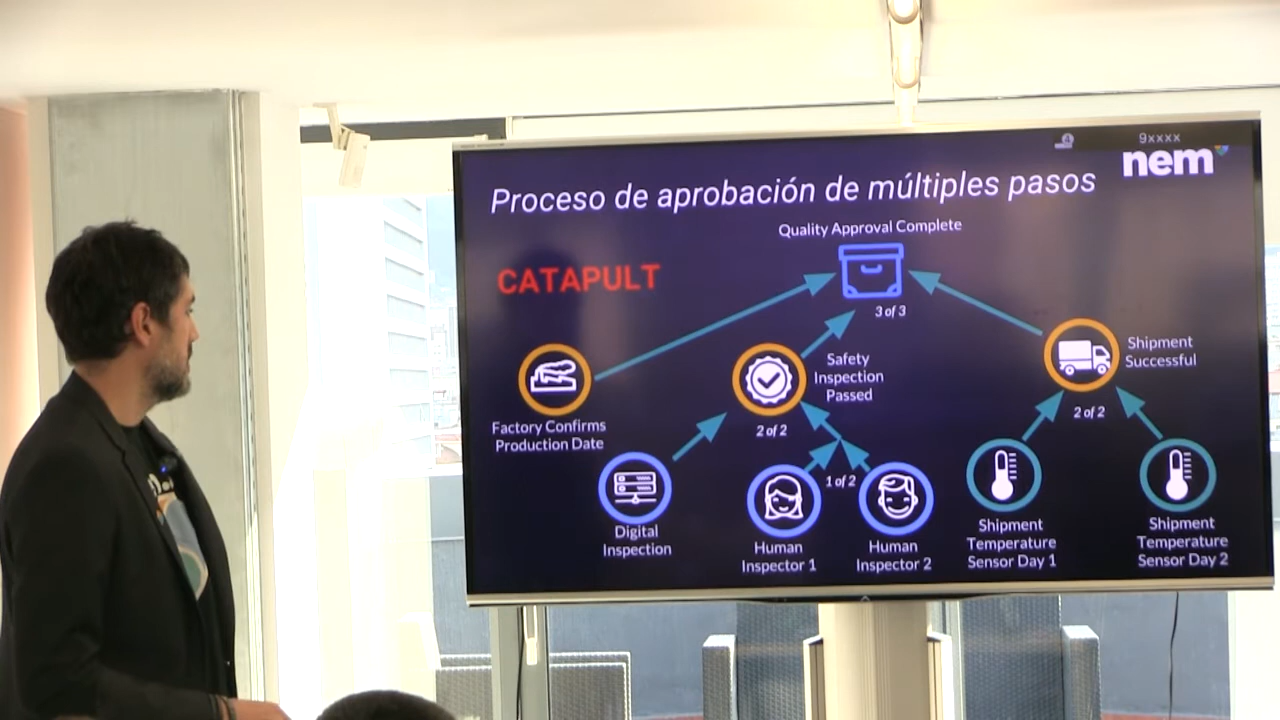 9xxxx
nem
Proceso de aprobación de múltiples pasos
Quality Approval Complete
CATAPULT
3 of 3
Factory Confirms
Production Date
Safety
Inspection
Passed
Shipment
Successful
2 of 2
2 of 2
1 of 2
Digital
Inspection
Human
Inspector 1
Human
Inspector 2
Shipment
Temperature
Sensor Day 1
Shipment
Temperature
Sensor Day 2